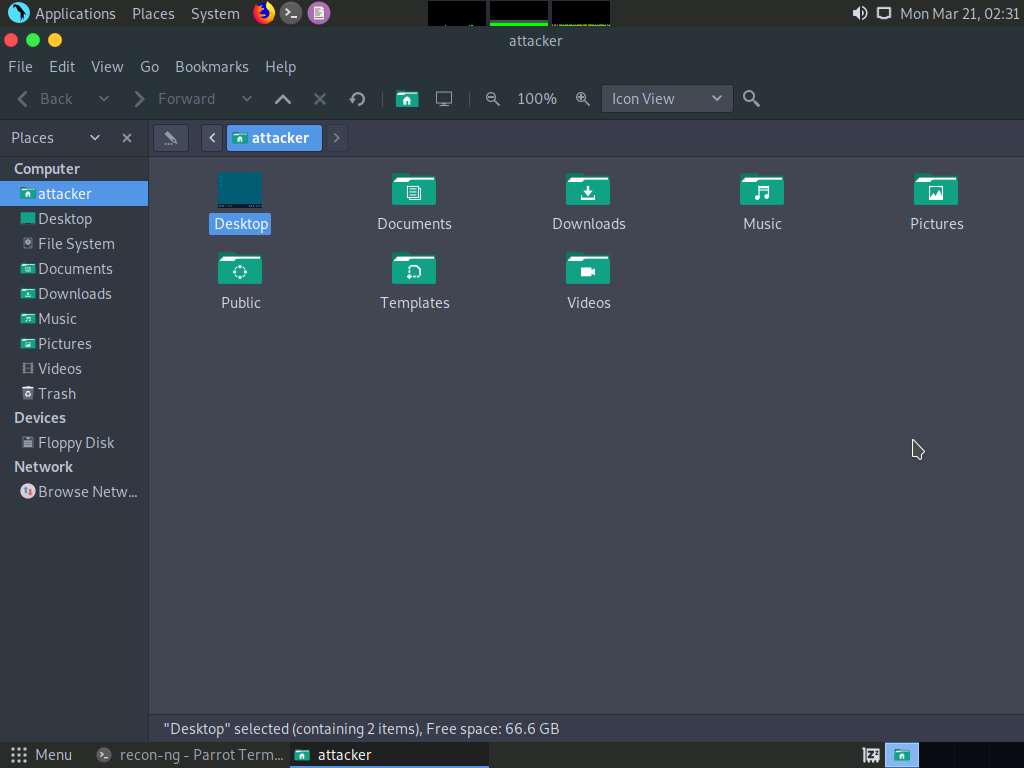 Applications Places System Mon Mar 21, 02:31
attacker
File Edit View Go Bookmarks Help
Back Forward 100% Icon View
Places attacker
Computer
attacker
Desktop
File System
Documents
Downloads
Music
Pictures
Videos
Trash
Devices
Floppy Disk
Network
Browse Netw...
Desktop Documents Downloads Music Pictures
Public Templates Videos
"Desktop" selected (containing 2 items), Free space: 66.6 GB
Menu recon-ng - Parrot Term... attacker